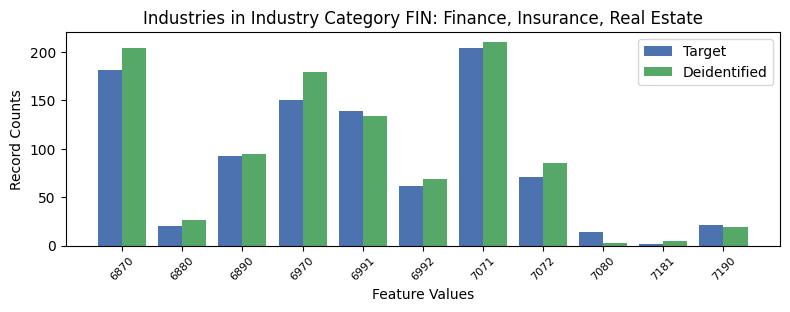 Industries in Industry Category FIN: Finance, Insurance, Real Estate
Target
Deidentified
Record Counts
200
150
100
50
0
6870 6880 6890 6970 6991 6992 7071 7072 7080 7181 7190
Feature Values